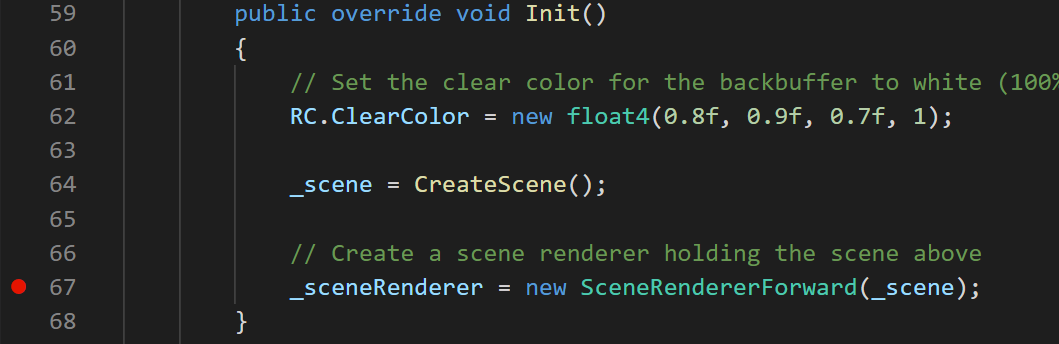 59 public override void Init()
60 {
61 // Set the clear color for the backbuffer to white (100%
62 RC.ClearColor = new float4(0.8f, 0.9f, 0.7f, 1);
63
64 _scene = CreateScene();
65
66 // Create a scene renderer holding the scene above
67 _sceneRenderer = new SceneRendererForward(_scene);
68 }